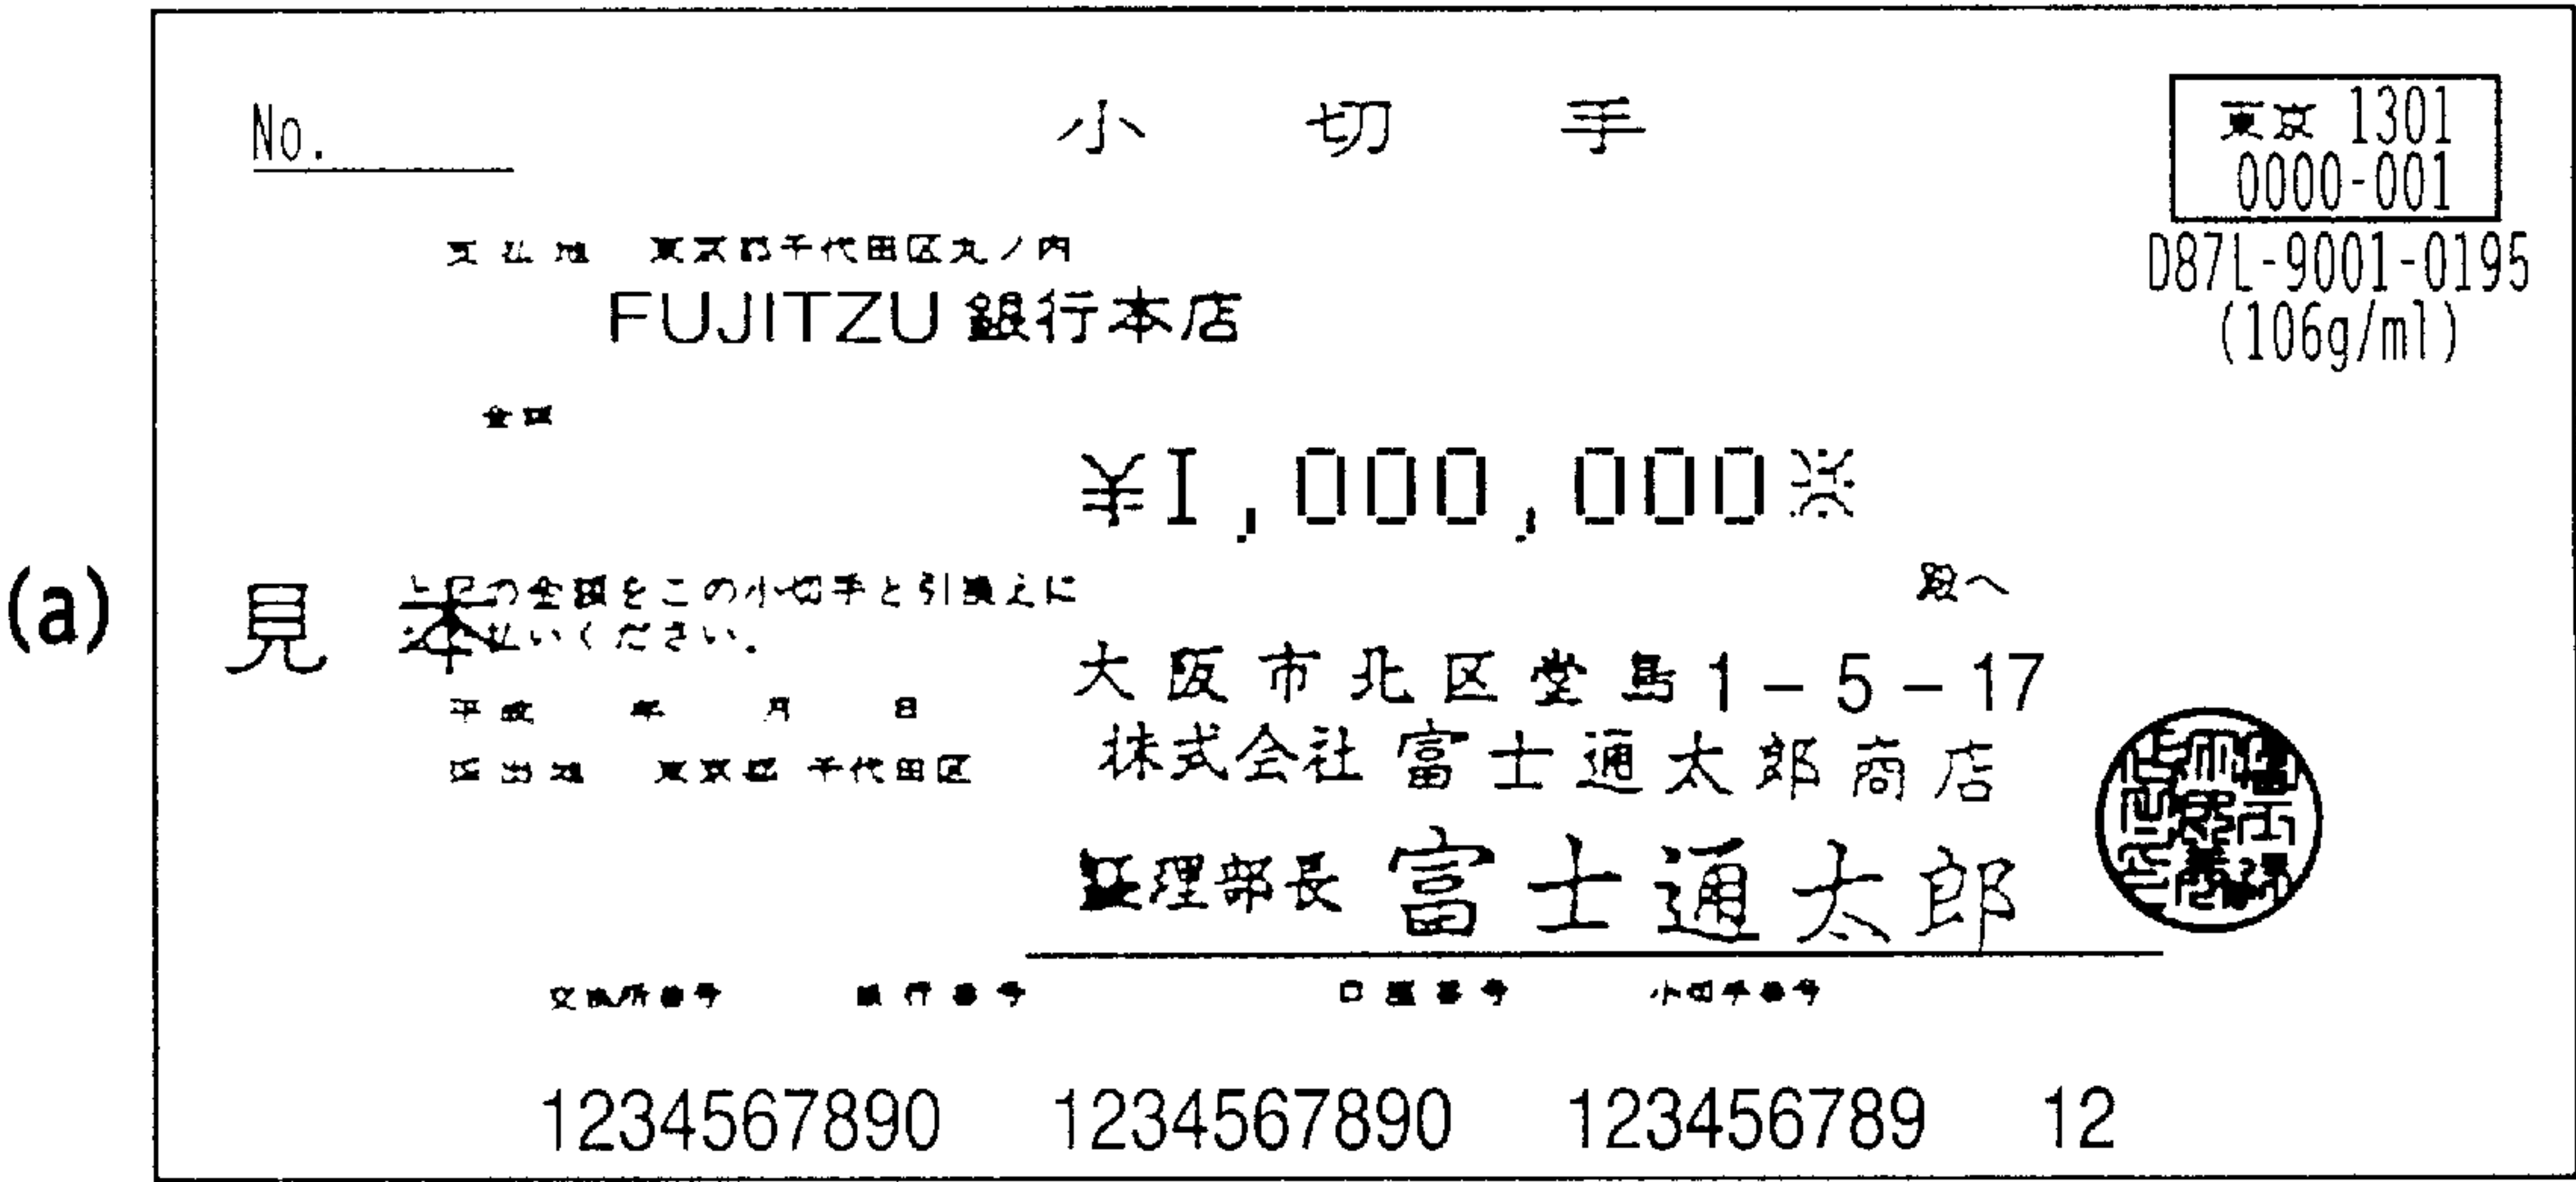 No.
小切手
東京 1301
0000-001
D87L-9001-0195
(106g/ml)
支払地 東京都千代田区丸ノ内
FUJITZU 銀行本店
金額
¥1,000,000※
(a)
見本
上記の金額をこの小切手と引換えに
お支払いください。
殿へ
平成 年 月 日
振出地 東京都 千代田区
大阪市北区堂島1-5-17
株式会社 富士通太郎商店
経理部長 富士通太郎
交換所番号 銀行番号 口座番号 小切手番号
1234567890 1234567890 123456789 12